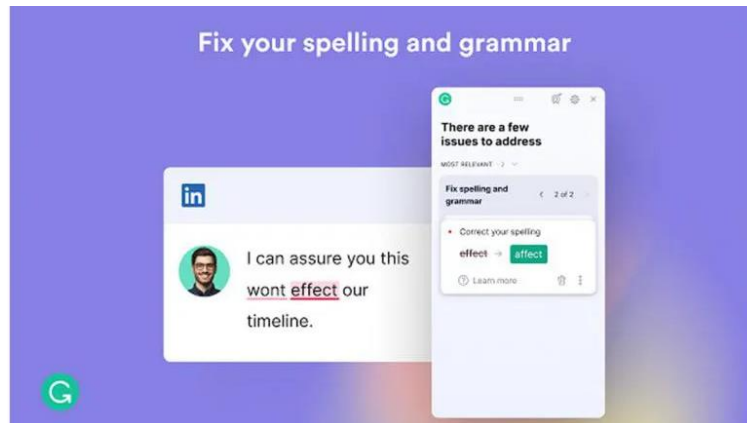 Fix your spelling and grammar
There are a few
issues to address
MOST RELEVANT 2
Fix spelling and
grammar
2 of 2
Correct your spelling
effect → affect
Learn more
in
I can assure you this
wont effect our
timeline.